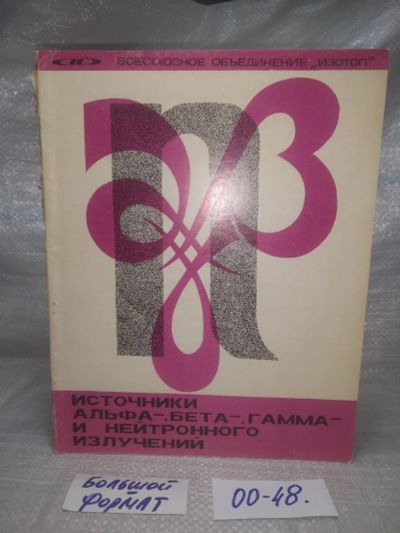 ВСЕСОЮЗНОЕ ОБЪЕДИНЕНИЕ „ИЗОТОП"
n
ИСТОЧНИКИ
АЛЬФА-, БЕТА-, ГАММА-
И НЕЙТРОННОГО
ИЗЛУЧЕНИЙ
БОЛЬШОЙ
ФОРМАТ
00-48.